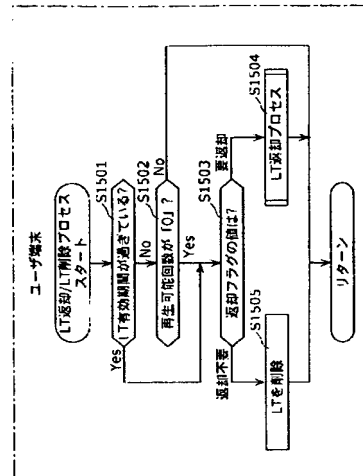 ユーザ端末
LT返却/LT削除プロセス
スタート
S1501
LT有効期間が過ぎている?
Yes
No
S1502
再生可能回数が「0」?
No
Yes
S1503
返却フラグの値は?
返却不要
要返却
S1505
LTを削除
S1504
LT返却プロセス
リターン